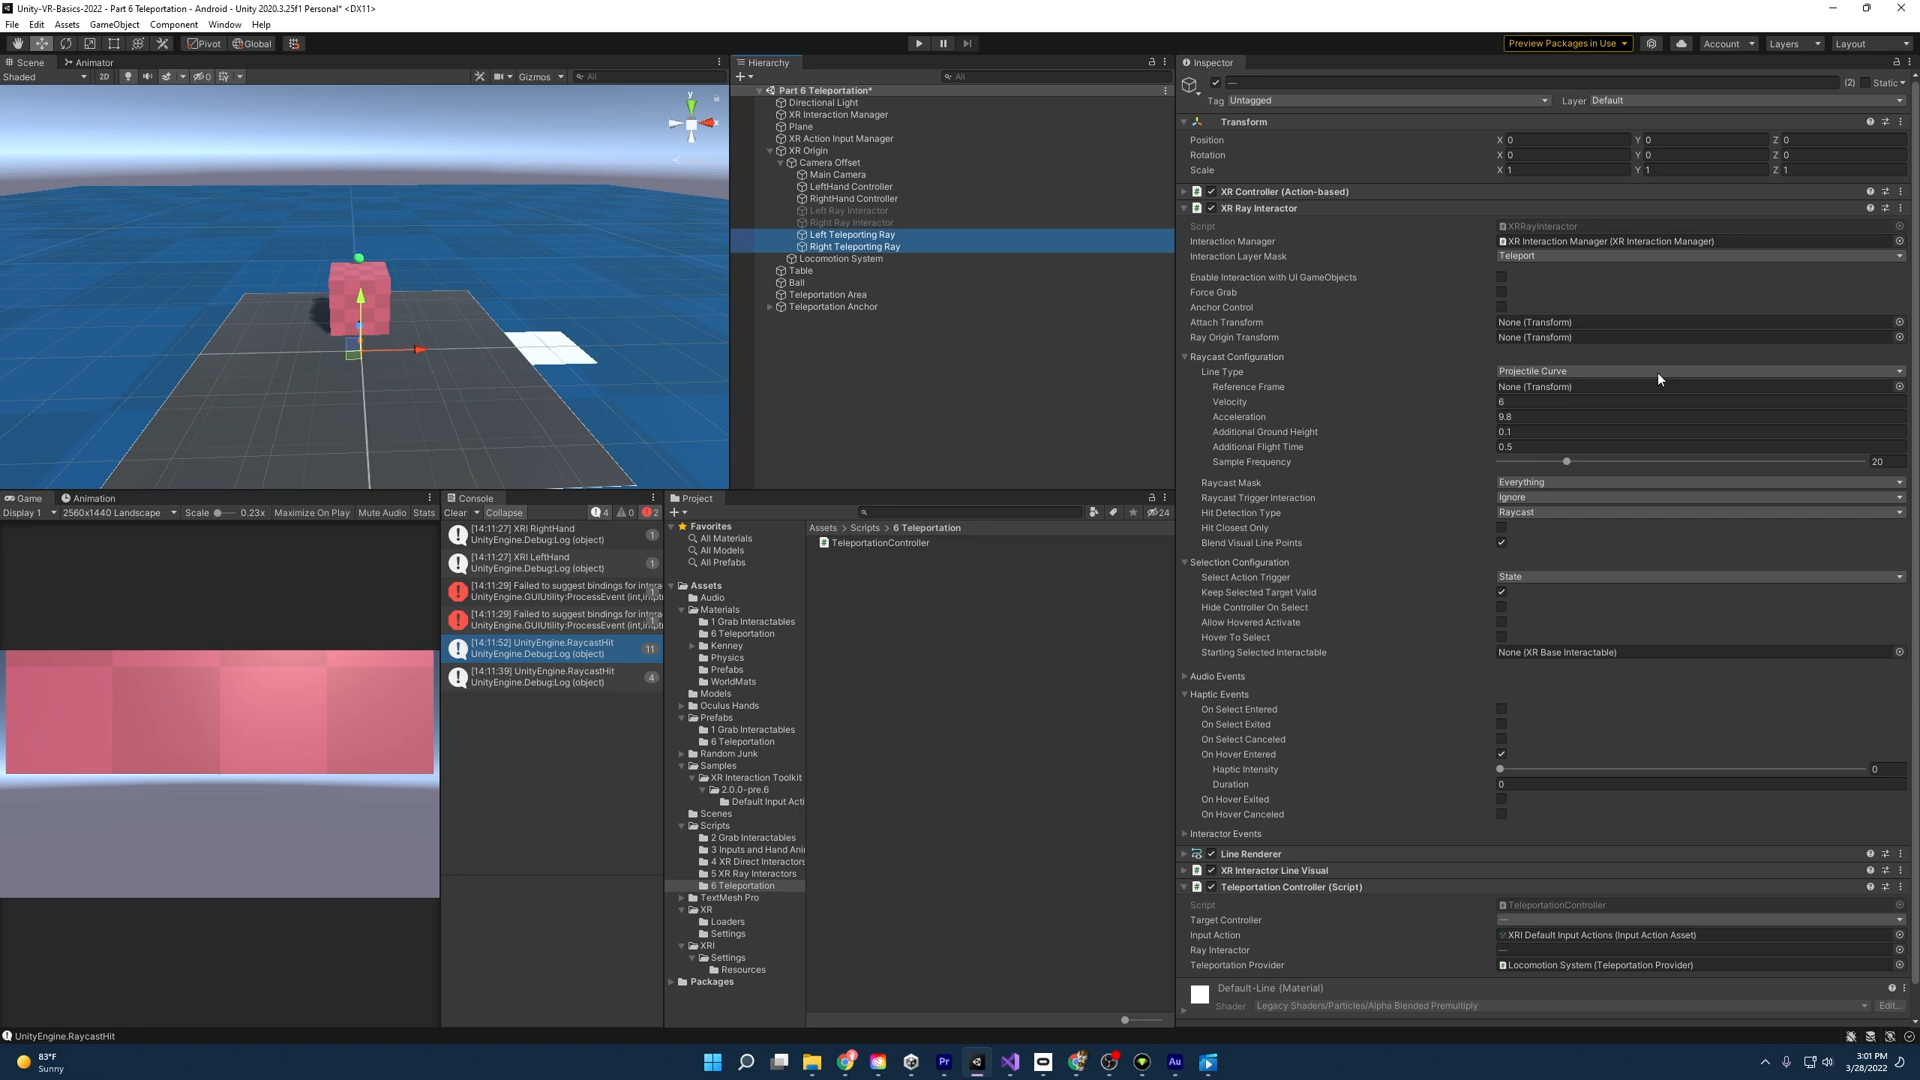 Unity-VR-Basics-2022 - Part 6 Teleportation - Android - Unity 2020.3.25f1 Personal* <DX11>
File Edit Assets GameObject Component Window Help
Pivot Global Preview Packages in Use Account Layers Layout
Scene Animator
Shaded 2D 0 Gizmos All
y
x
Hierarchy
All
Part 6 Teleportation*
Directional Light
XR Interaction Manager
Plane
XR Action Input Manager
XR Origin
Camera Offset
Main Camera
LeftHand Controller
RightHand Controller
Left Ray Interactor
Right Ray Interactor
Left Teleporting Ray
Right Teleporting Ray
Locomotion System
Table
Ball
Teleportation Area
Teleportation Anchor
Inspector
— (2) Static
Tag Untagged Layer Default
Transform
Position X 0 Y 0 Z 0
Rotation X 0 Y 0 Z 0
Scale X 1 Y 1 Z 1
XR Controller (Action-based)
XR Ray Interactor
Script XRRayInteractor
Interaction Manager XR Interaction Manager (XR Interaction Manager)
Interaction Layer Mask Teleport
Enable Interaction with UI GameObjects
Force Grab
Anchor Control
Attach Transform None (Transform)
Ray Origin Transform None (Transform)
Raycast Configuration
Line Type Projectile Curve
Reference Frame None (Transform)
Velocity 6
Acceleration 9.8
Additional Ground Height 0.1
Additional Flight Time 0.5
Sample Frequency 20
Raycast Mask Everything
Raycast Trigger Interaction Ignore
Hit Detection Type Raycast
Hit Closest Only
Blend Visual Line Points
Selection Configuration
Select Action Trigger State
Keep Selected Target Valid
Hide Controller On Select
Allow Hovered Activate
Hover To Select
Starting Selected Interactable None (XR Base Interactable)
Audio Events
Haptic Events
On Select Entered
On Select Exited
On Select Canceled
On Hover Entered
Haptic Intensity 0
Duration 0
On Hover Exited
On Hover Canceled
Interactor Events
Line Renderer
XR Interactor Line Visual
Teleportation Controller (Script)
Script TeleportationController
Target Controller —
Input Action XRI Default Input Actions (Input Action Asset)
Ray Interactor —
Teleportation Provider Locomotion System (Teleportation Provider)
Default-Line (Material)
Shader Legacy Shaders/Particles/Alpha Blended Premultiply Edit...
Game Animation
Display 1 2560x1440 Landscape Scale 0.23x Maximize On Play Mute Audio Stats
Console
Clear Collapse 4 0 2
[14:11:27] XRI RightHand
UnityEngine.Debug:Log (object) 1
[14:11:27] XRI LeftHand
UnityEngine.Debug:Log (object) 1
[14:11:29] Failed to suggest bindings for intera
UnityEngine.GUIUtility:ProcessEvent (int,intptr 1
[14:11:29] Failed to suggest bindings for intera
UnityEngine.GUIUtility:ProcessEvent (int,intptr 1
[14:11:52] UnityEngine.RaycastHit
UnityEngine.Debug:Log (object) 11
[14:11:39] UnityEngine.RaycastHit
UnityEngine.Debug:Log (object) 4
Project
24
Favorites
All Materials
All Models
All Prefabs
Assets
Audio
Materials
1 Grab Interactables
6 Teleportation
Kenney
Physics
Prefabs
WorldMats
Models
Oculus Hands
Prefabs
1 Grab Interactables
6 Teleportation
Random Junk
Samples
XR Interaction Toolkit
2.0.0-pre.6
Default Input Acti
Scenes
Scripts
2 Grab Interactables
3 Inputs and Hand Ani
4 XR Direct Interactors
5 XR Ray Interactors
6 Teleportation
TextMesh Pro
XR
Loaders
Settings
XRI
Settings
Resources
Packages
Assets > Scripts > 6 Teleportation
TeleportationController
UnityEngine.RaycastHit
83°F
Sunny
Pr
Au
3:01 PM
3/28/2022